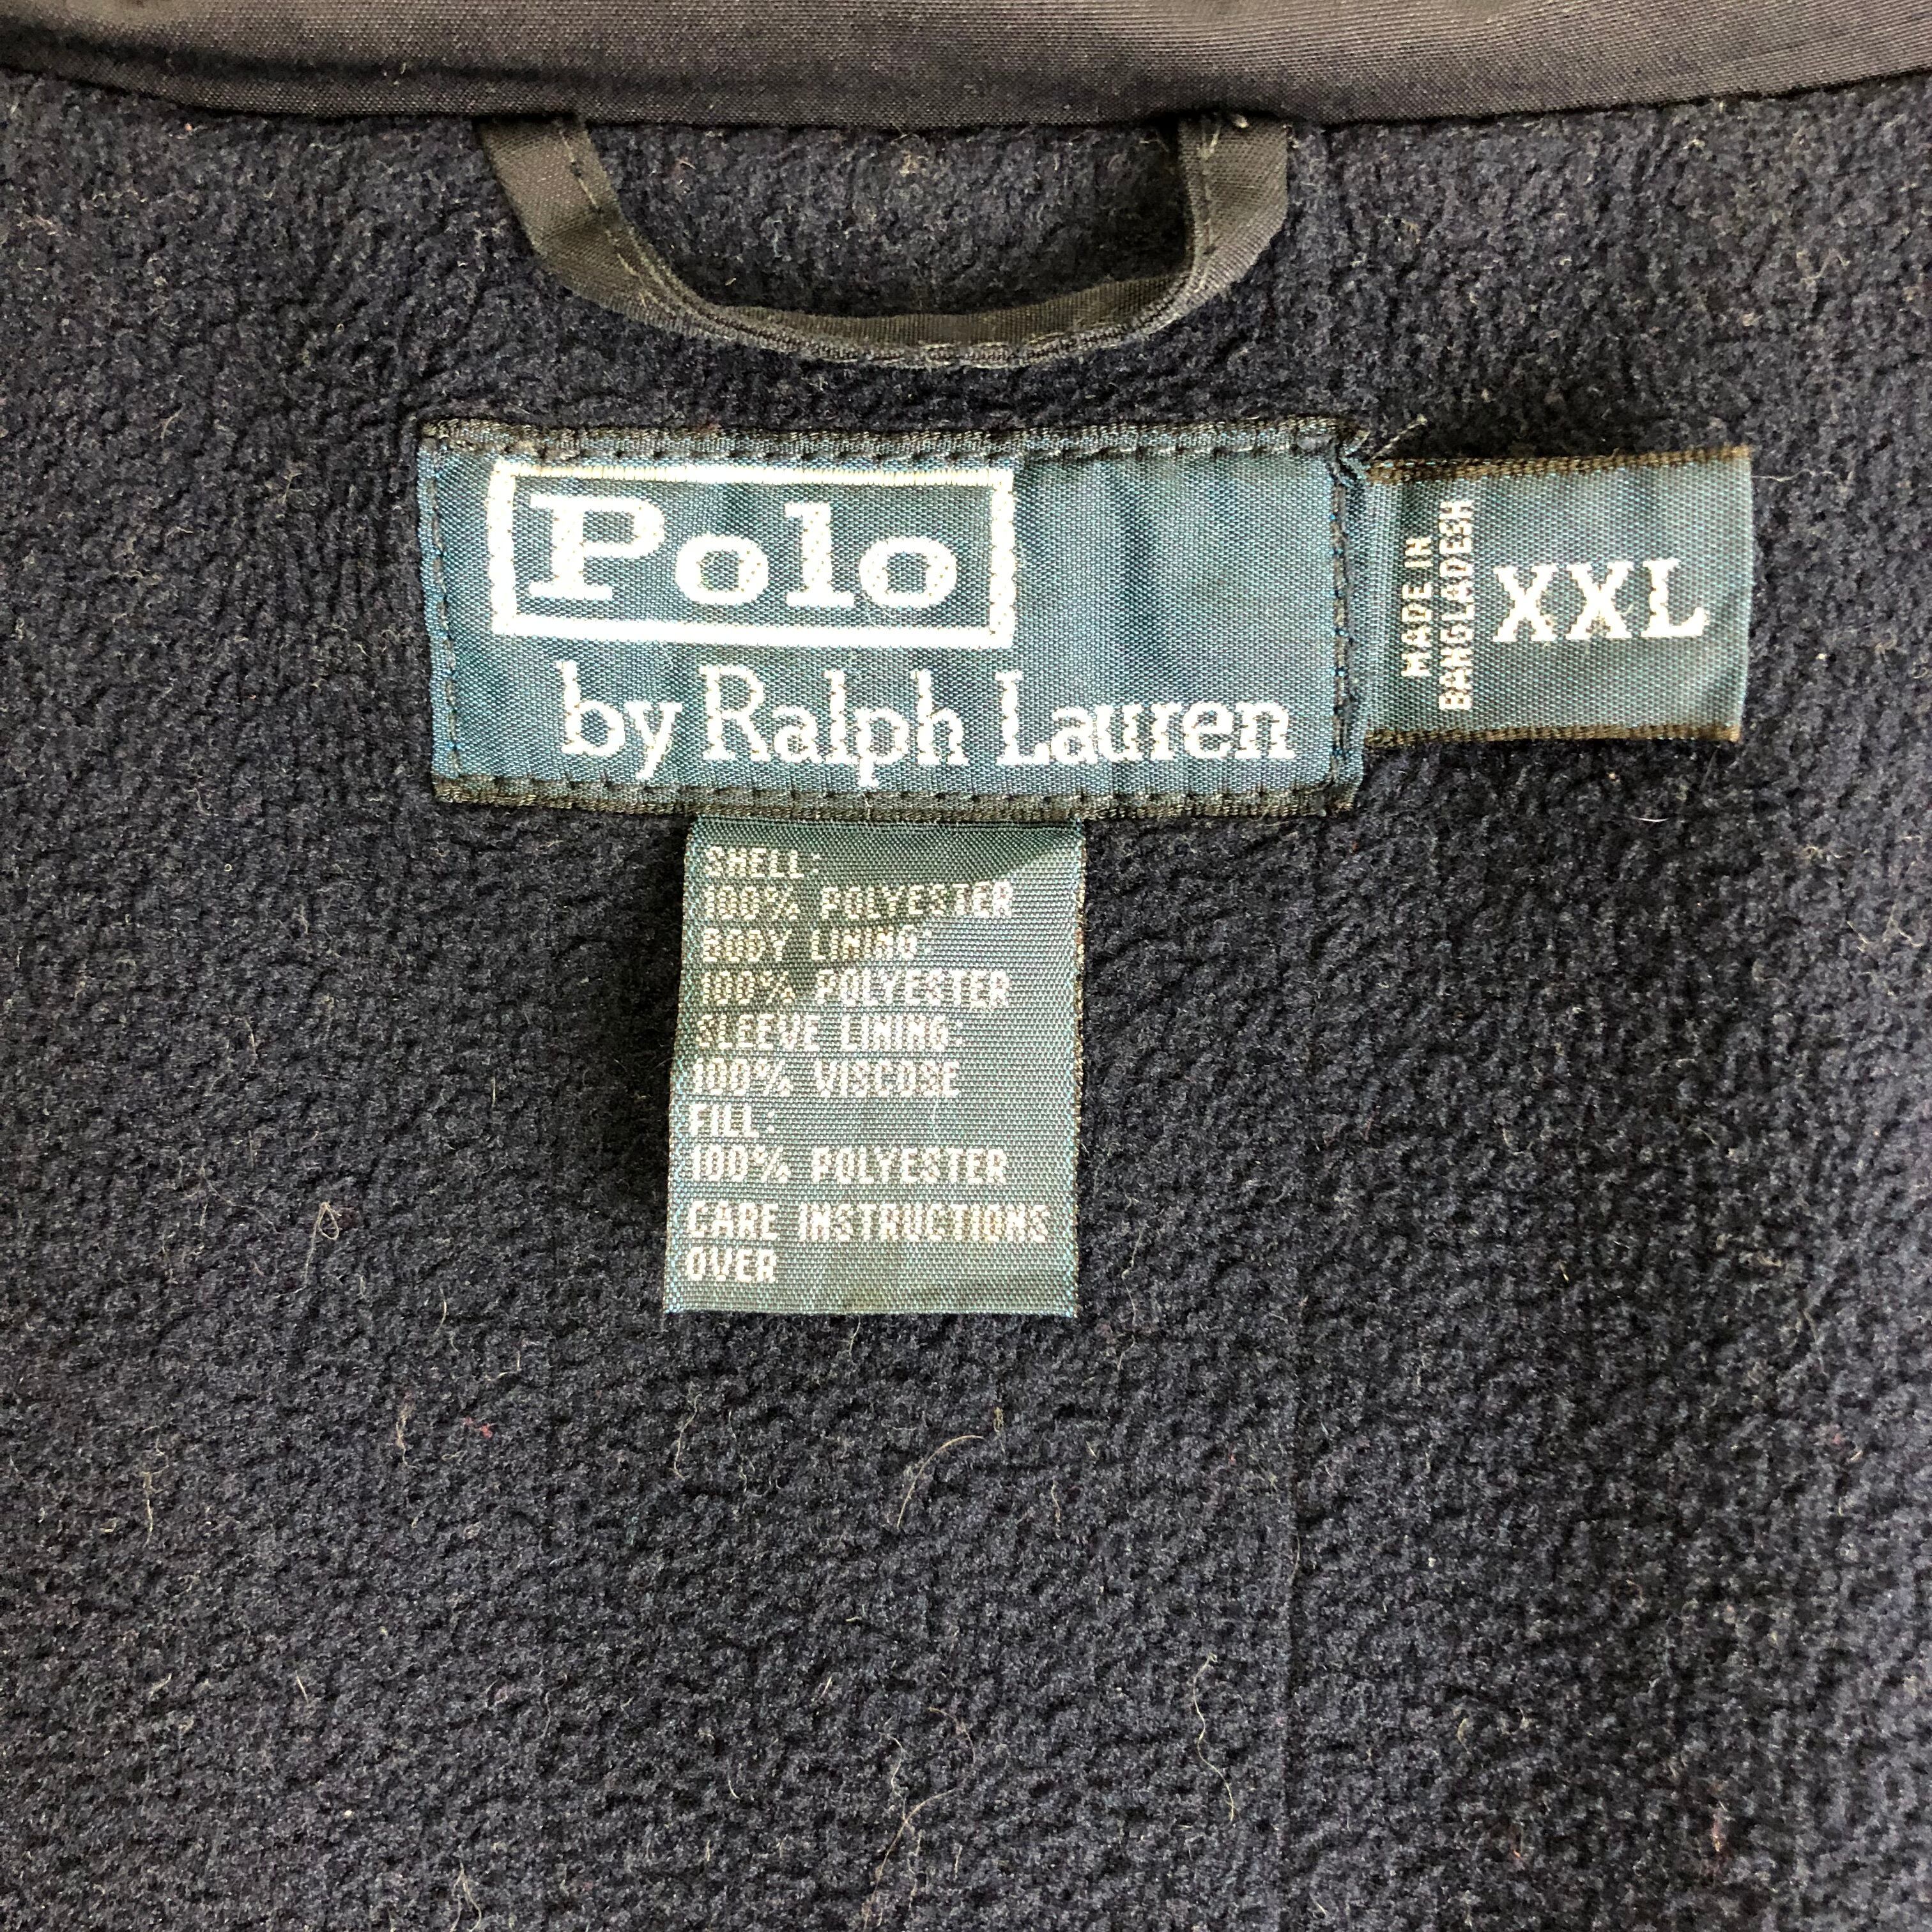 Polo
by Ralph Lauren
MADE IN
BANGLADESH
XXL
SHELL:
100% POLYESTER
BODY LINING:
100% POLYESTER
SLEEVE LINING:
100% VISCOSE
FILL:
100% POLYESTER
CARE INSTRUCTIONS
OVER